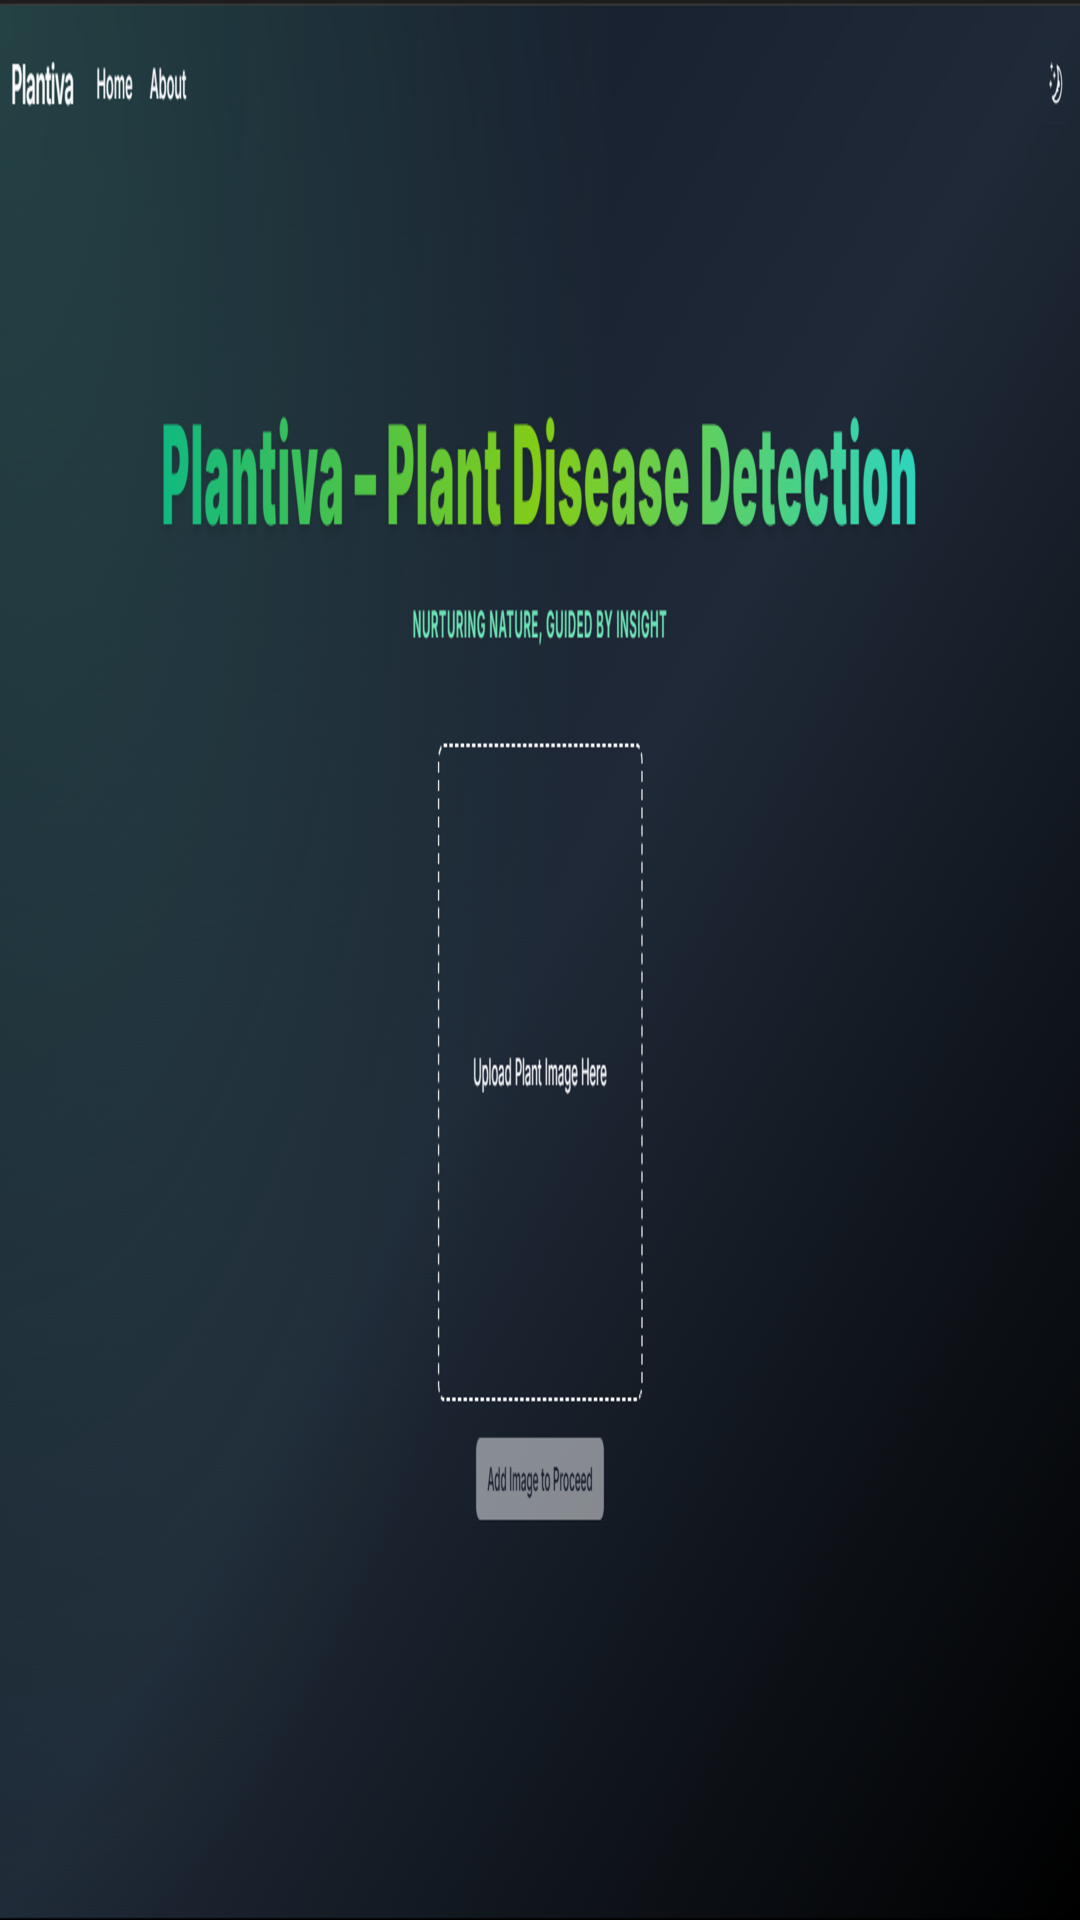 Plantiva Home About
Plantiva – Plant Disease Detection
NURTURING NATURE, GUIDED BY INSIGHT
Upload Plant Image Here
Add Image to Proceed